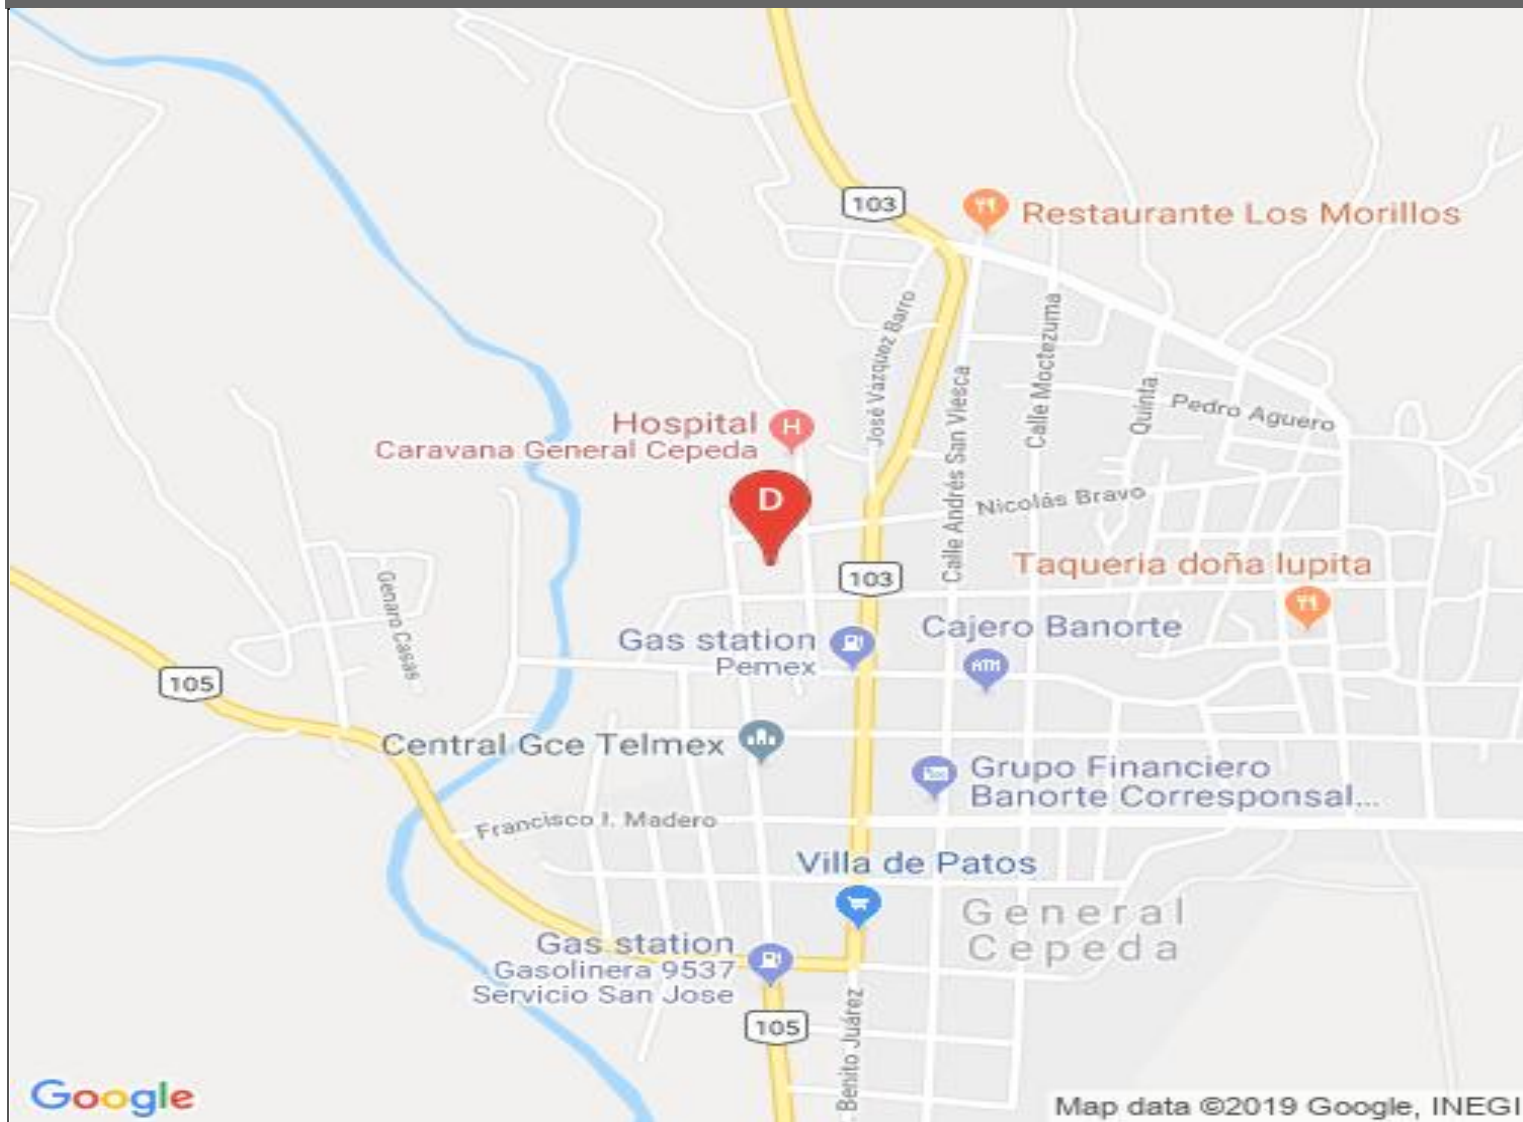 103
Restaurante Los Morillos
José Vázquez Barro
Calle Moctezuma
Calle Andrés San Viesca
Quinta
Pedro Aguero
Hospital
H
Caravana General Cepeda
D
Nicolás Bravo
Taqueria doña lupita
103
Genaro Casas
Gas station
Pemex
Cajero Banorte
ATM
105
Central Gce Telmex
Grupo Financiero
Banorte Corresponsal...
Francisco I. Madero
Villa de Patos
General
Cepeda
Gas station
Gasolinera 9537
Servicio San Jose
105
Benito Juárez
Google
Map data ©2019 Google, INEGI